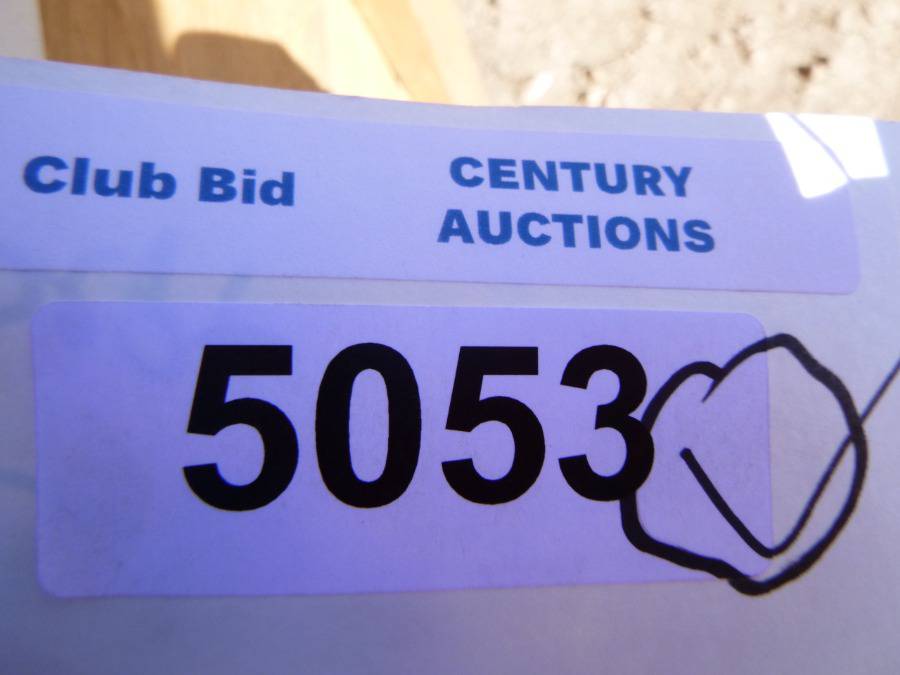 Club Bid
CENTURY
AUCTIONS
5053